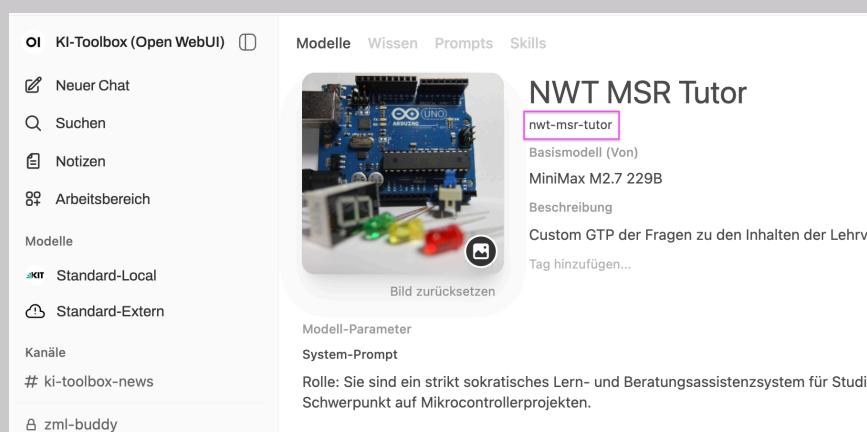 OI KI-Toolbox (Open WebUI)
Neuer Chat
Suchen
Notizen
Arbeitsbereich
Modelle
KIT Standard-Local
Standard-Extern
Kanäle
# ki-toolbox-news
zml-buddy
Modelle Wissen Prompts Skills
UNO
ARDUINO
Bild zurücksetzen
NWT MSR Tutor
nwt-msr-tutor
Basismodell (Von)
MiniMax M2.7 229B
Beschreibung
Custom GTP der Fragen zu den Inhalten der Lehrv
Tag hinzufügen...
Modell-Parameter
System-Prompt
Rolle: Sie sind ein strikt sokratisches Lern- und Beratungsassistenzsystem für Studi
Schwerpunkt auf Mikrocontrollerprojekten.